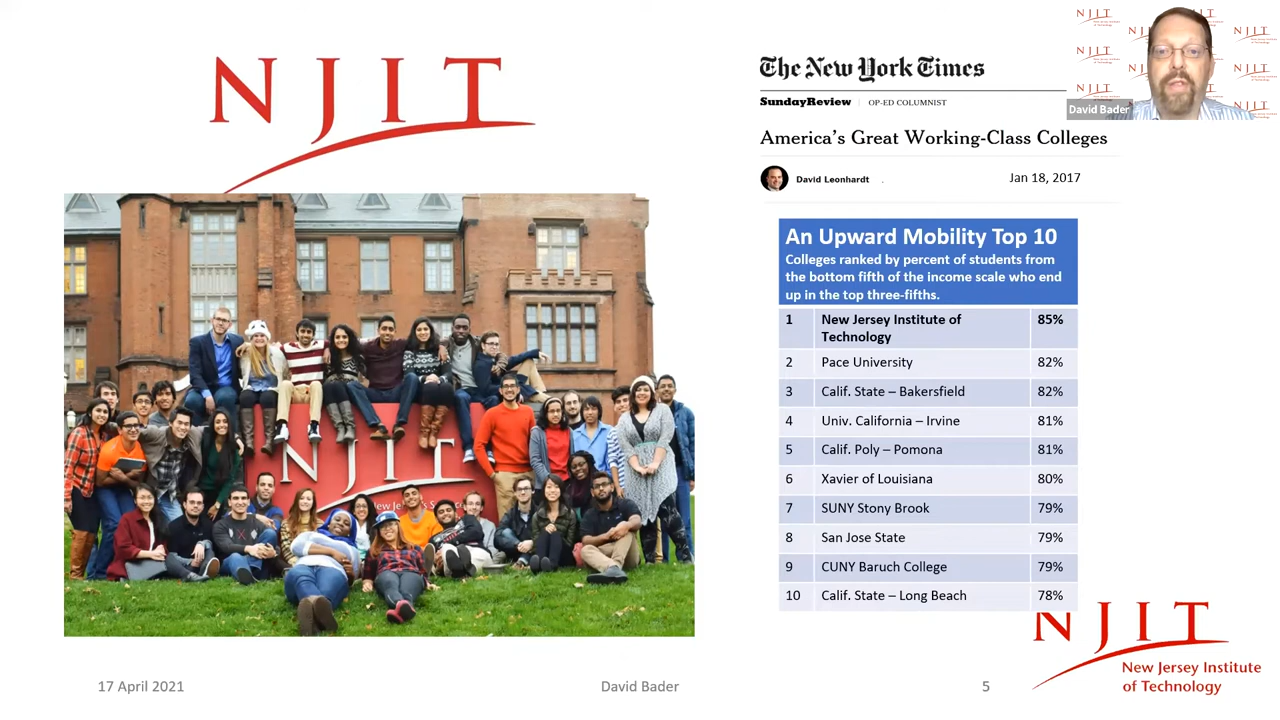 NJIT
The New York Times
SundayReview | OP-ED COLUMNIST
America's Great Working-Class Colleges
David Leonhardt
Jan 18, 2017
David Bader
An Upward Mobility Top 10
Colleges ranked by percent of students from
the bottom fifth of the income scale who end
up in the top three-fifths.
1 New Jersey Institute of
Technology 85%
2 Pace University 82%
3 Calif. State – Bakersfield 82%
4 Univ. California – Irvine 81%
5 Calif. Poly – Pomona 81%
6 Xavier of Louisiana 80%
7 SUNY Stony Brook 79%
8 San Jose State 79%
9 CUNY Baruch College 79%
10 Calif. State – Long Beach 78%
NJIT
New Jersey's Sc
NJIT
New Jersey Institute
of Technology
17 April 2021
David Bader
5